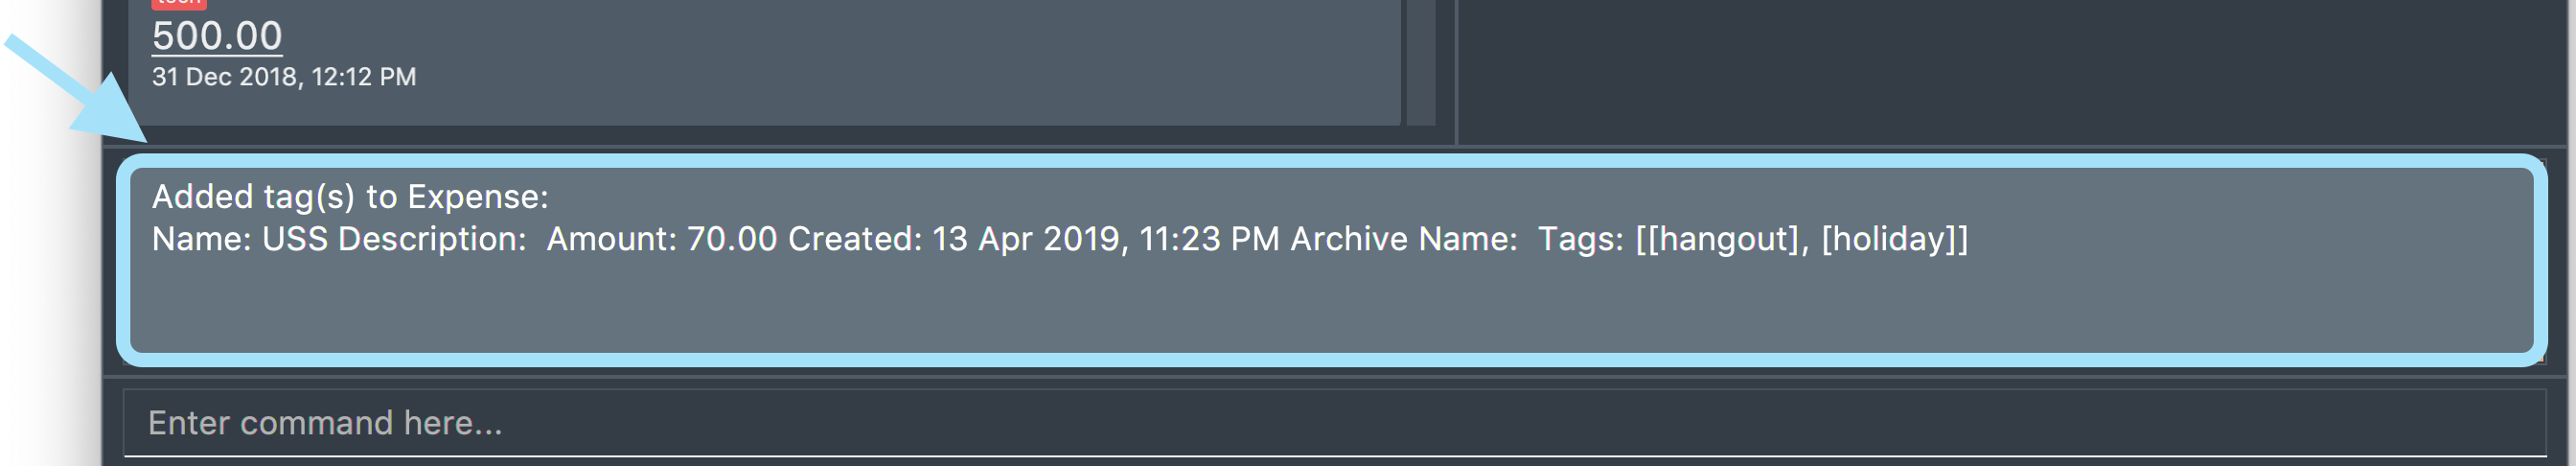 500.00
31 Dec 2018, 12:12 PM
Added tag(s) to Expense:
Name: USS Description:  Amount: 70.00 Created: 13 Apr 2019, 11:23 PM Archive Name:  Tags: [[hangout], [holiday]]
Enter command here...